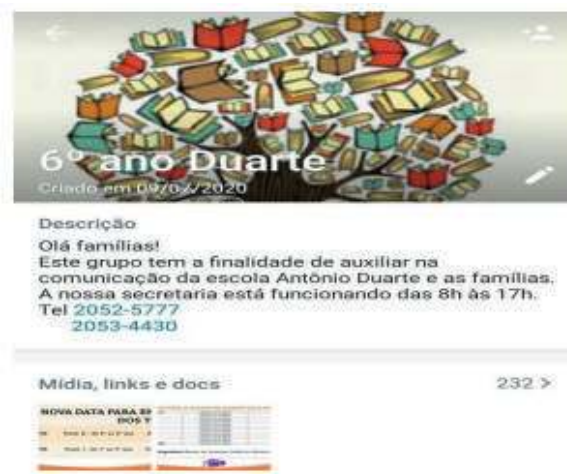 6º ano Duarte
Criado em 09/07/2020
Descrição
Olá famílias!
Este grupo tem a finalidade de auxiliar na
comunicação da escola Antônio Duarte e as famílias.
A nossa secretaria está funcionando das 8h às 17h.
Tel 2052-5777
2053-4430
Mídia, links e docs
232 >
NOVA DATA PARA
DOS